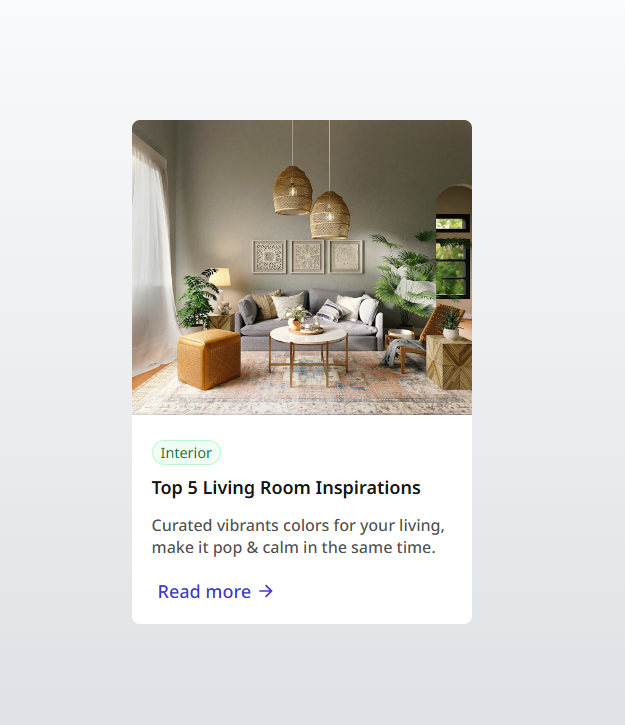 Interior
Top 5 Living Room Inspirations
Curated vibrants colors for your living,
make it pop & calm in the same time.
Read more →